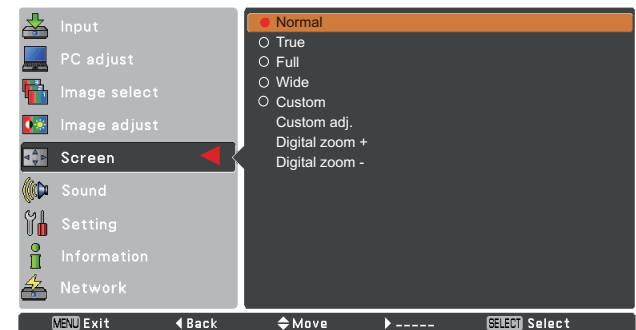 Input
PC adjust
Image select
Image adjust
Screen
Sound
Setting
Information
Network
Normal
True
Full
Wide
Custom
Custom adj.
Digital zoom +
Digital zoom -
MENU Exit
Back
Move
-----
SELECT Select